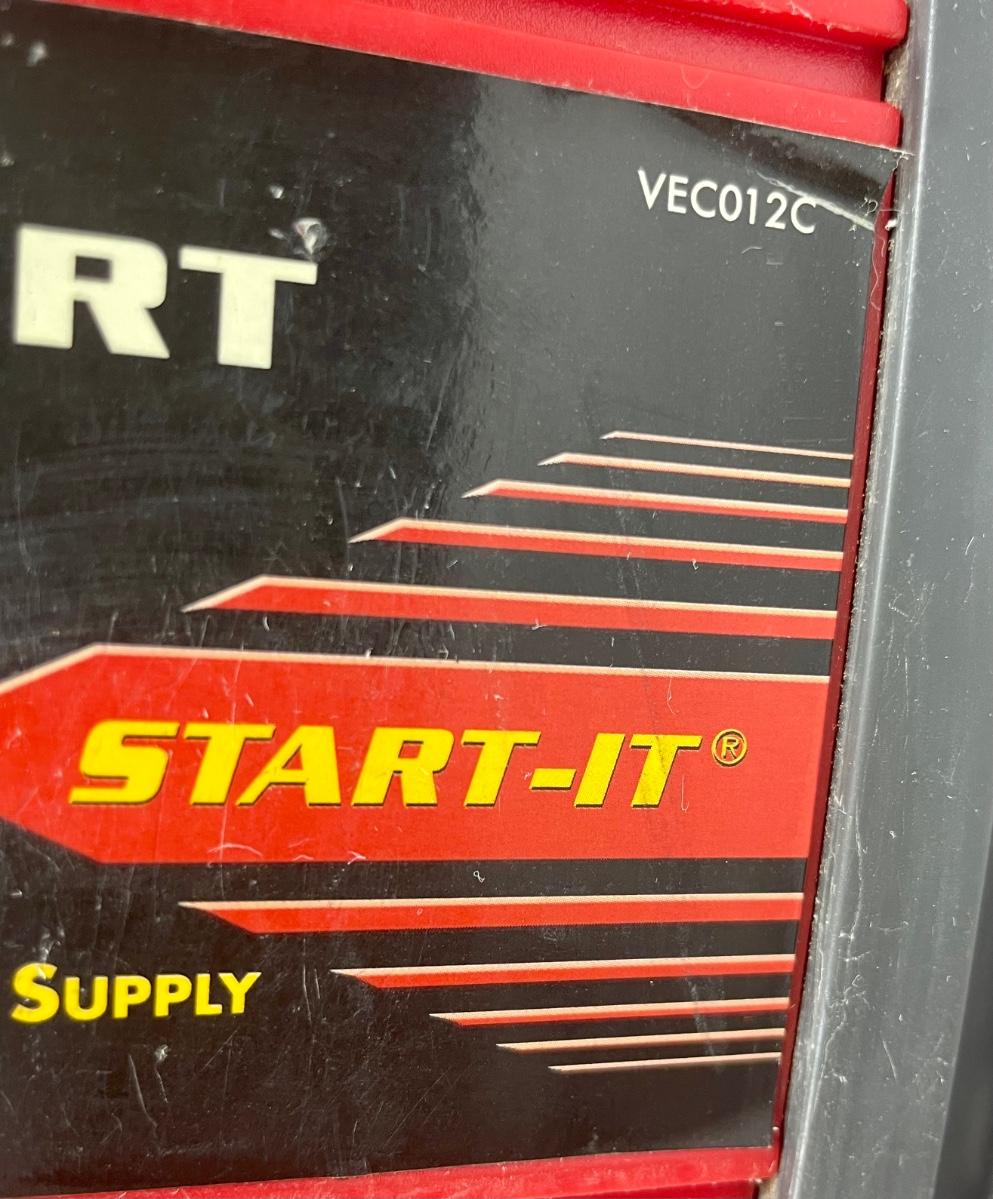 VEC012C
RT
START-IT®
SUPPLY